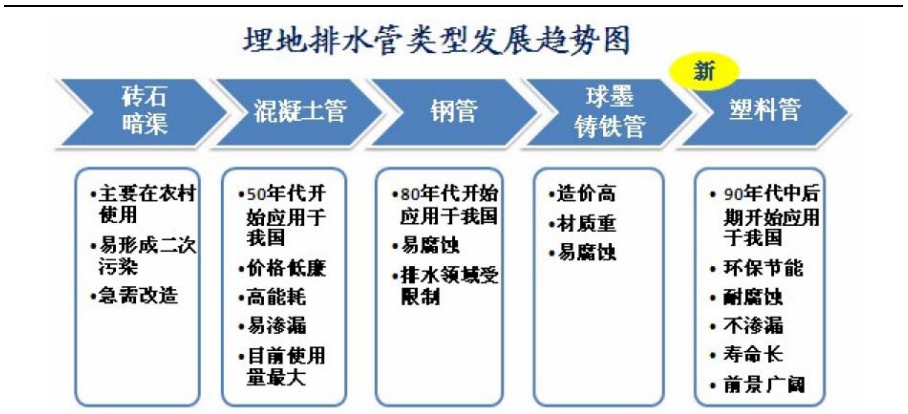 埋地排水管类型发展趋势图
新
砖石
暗渠
混凝土管
钢管
球墨
铸铁管
塑料管
•主要在农村
使用
•易形成二次
污染
•急需改造
•50年代开
始应用于
我国
•价格低廉
•高能耗
•易渗漏
•目前使用
量最大
•80年代开始
应用于我国
•易腐蚀
•排水领域受
限制
•造价高
•材质重
•易腐蚀
• 90年代中后
期开始应用
于我国
• 环保节能
• 耐腐蚀
• 不渗漏
• 寿命长
• 前景广阔